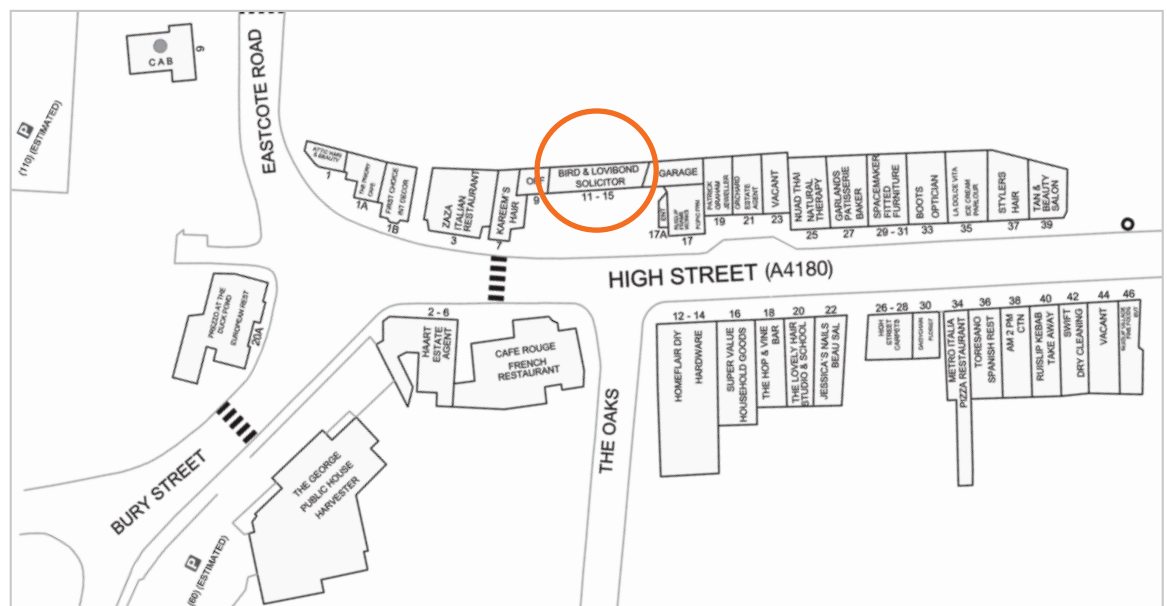 EASTCOTE ROAD
CAB
9
P
(110) (ESTIMATED)
ATTIC HAIR
& BEAUTY
1
THE PRIORY
CAFE
1A
FIRST CHOICE
INT DECOR
1B
ZAZA
ITALIAN
RESTAURANT
3
KAREEM'S
HAIR
7
OFF
9
BIRD & LOVIBOND
SOLICITOR
11 - 15
GARAGE
ENT
17A
17
PATRICK
GRAHAM
JEWELLER
19
ORCHARD
ESTATE
AGENT
21
VACANT
23
NUAD THAI
NATURAL
THERAPY
25
GARLANDS
PATISSERIE
BAKER
27
SPACEMAKER
FITTED
FURNITURE
29 - 31
BOOTS
OPTICIAN
33
LA DOLCE VITA
ICE CREAM
PARLOUR
35
STYLERS
HAIR
37
TAN &
BEAUTY
SALON
39
HIGH STREET (A4180)
PREZZO AT THE
DUCK POND
EUROPEAN REST
20A
2 - 6
HAART
ESTATE
AGENT
CAFE ROUGE
FRENCH
RESTAURANT
THE OAKS
12 - 14
HOMEFLAIR DIY
HARDWARE
16
SUPER VALUE
HOUSEHOLD GOODS
18
THE HOP & VINE
BAR
20
THE LOVELY HAIR
STUDIO & SCHOOL
22
JESSICA'S NAILS
BEAU SAL
26 - 28
HIGH
STREET
CARPETS
30
FLORIST
34
METRO ITALIA
PIZZA RESTAURANT
36
TORESANO
SPANISH REST
38
AM 2 PM
CTN
40
RUISLIP KEBAB
TAKE AWAY
42
SWIFT
DRY CLEANING
44
VACANT
46
BURY STREET
THE GEORGE
PUBLIC HOUSE
HARVESTER
P
(60) (ESTIMATED)